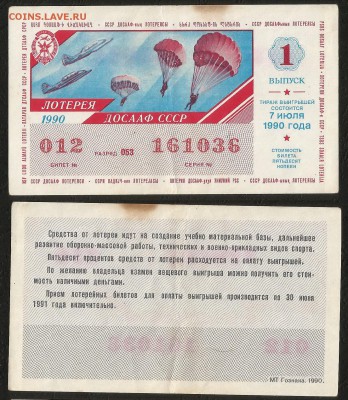 COINS.LAVE.RU
ДОСААФ
1
ВЫПУСК
ТИРАЖ ВЫИГРЫШЕЙ
СОСТОИТСЯ
7 ИЮЛЯ
1990 ГОДА
СТОИМОСТЬ
БИЛЕТА
ПЯТЬДЕСЯТ
КОПЕЕК
ЛОТЕРЕЯ
1990 ДОСААФ СССР
012 РАЗРЯД 053 161036
БИЛЕТ № СЕРИЯ №
Средства от лотереи идут на создание учебно материальной базы, дальнейшее
развитие оборонно-массовой работы, технических и военно-прикладных видов спорта.
Пятьдесят процентов средств от лотереи расходуется на оплату выигрышей.
По желанию владельца взамен вещевого выигрыша можно получить его стои-
мость наличными деньгами.
Прием лотерейных билетов для оплаты выигрышей производится по 30 июня
1991 года.
МТ Гознака. 1990.